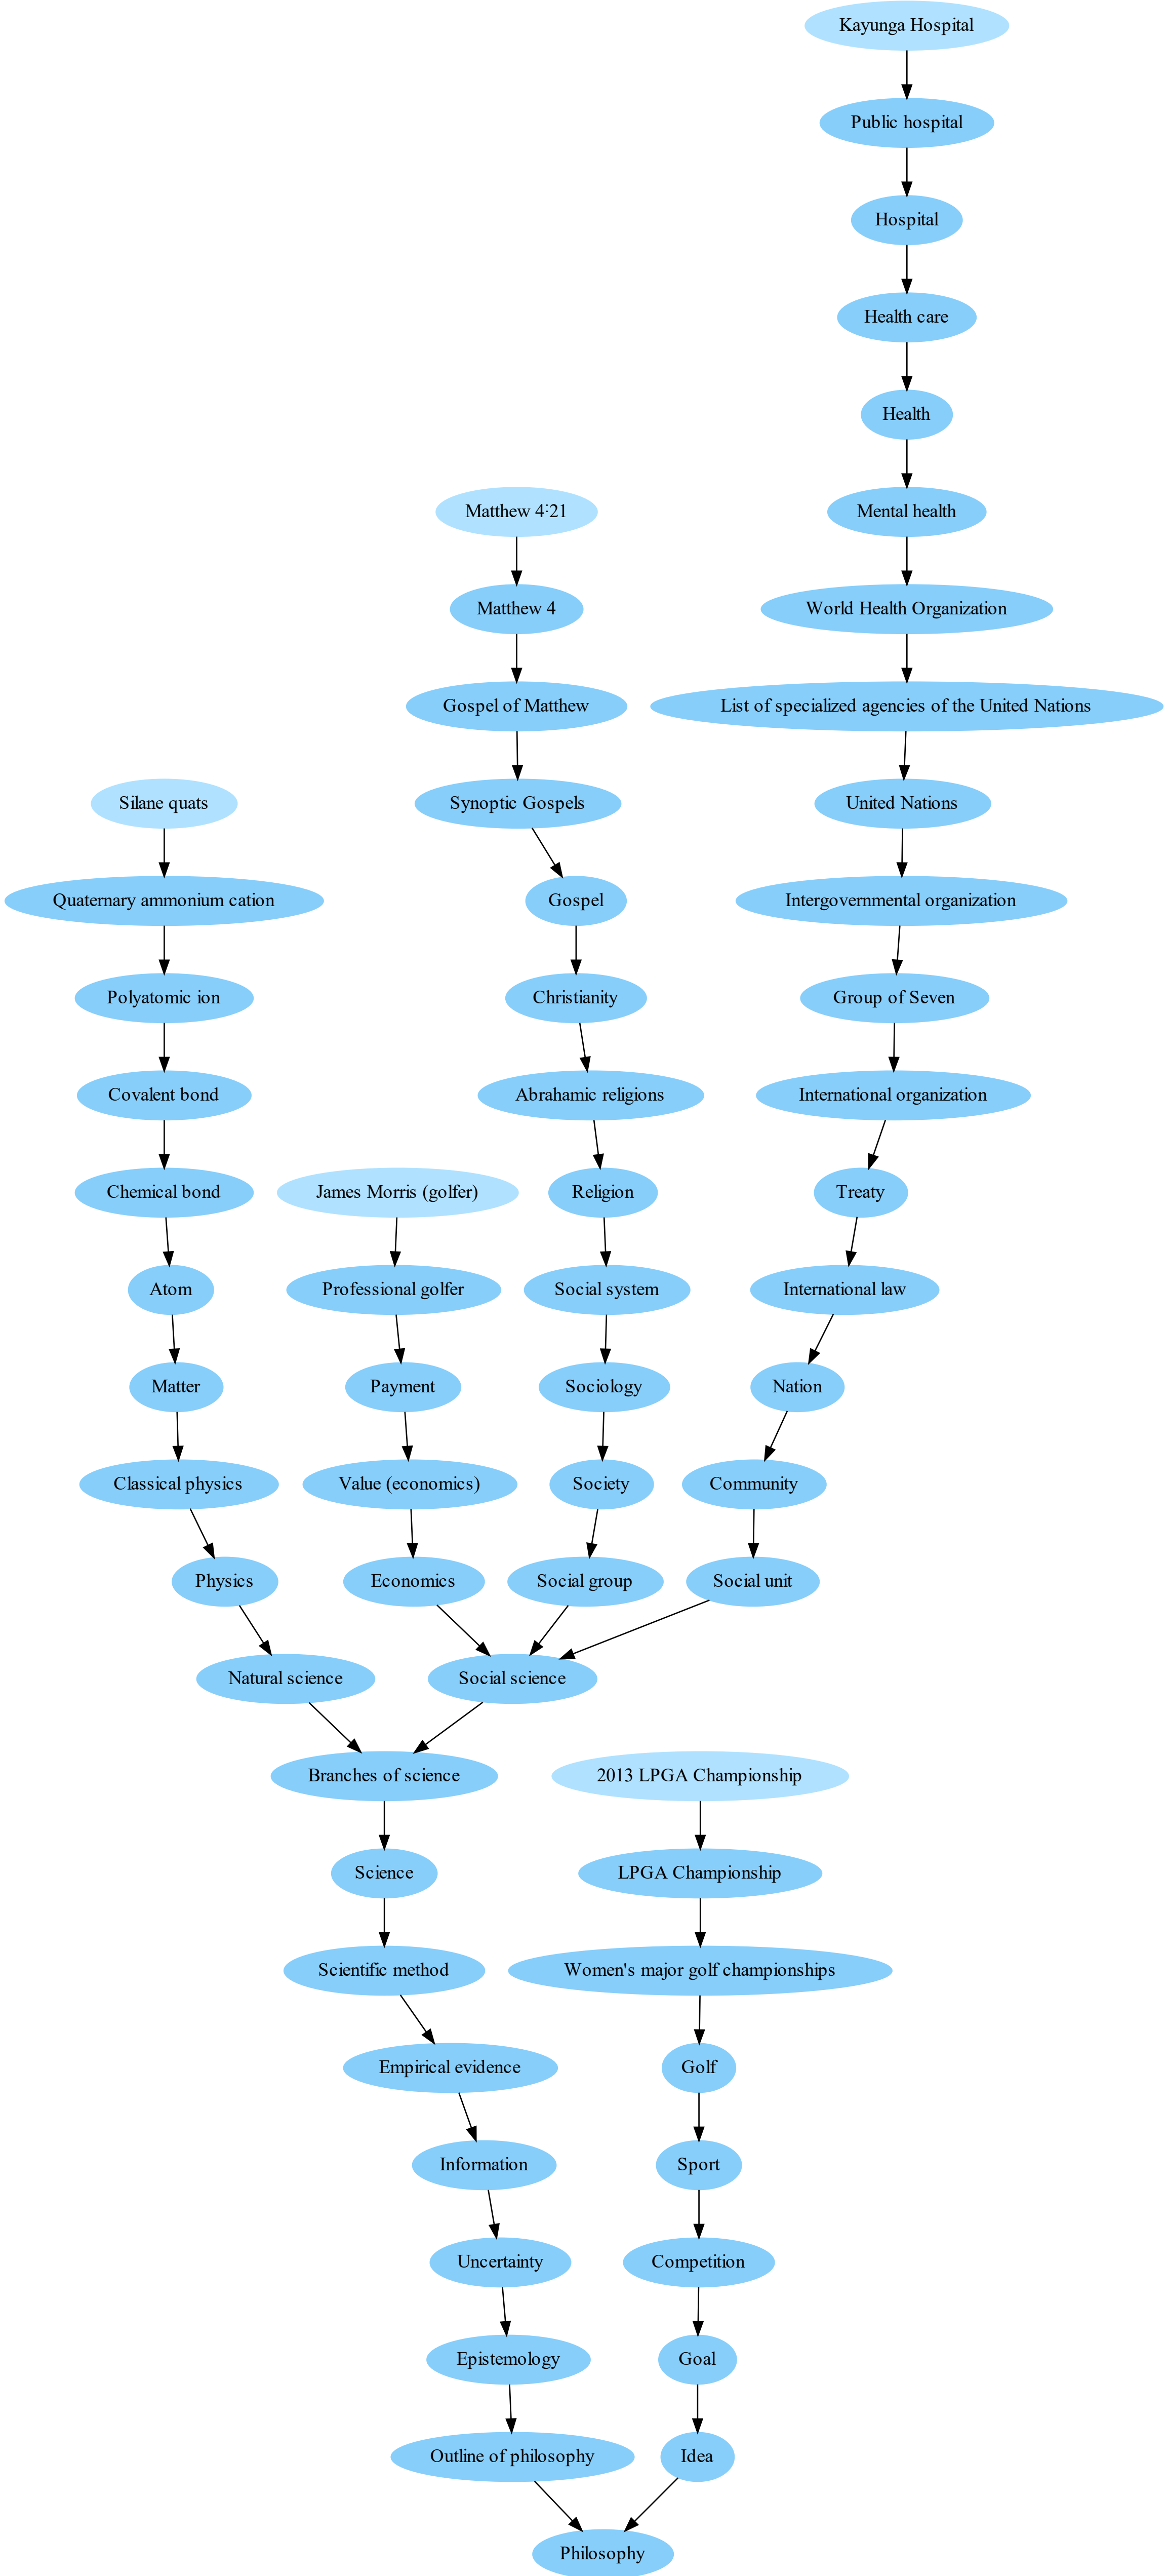 Kayunga Hospital
Public hospital
Hospital
Health care
Health
Matthew 4:21
Mental health
Matthew 4
World Health Organization
Gospel of Matthew
List of specialized agencies of the United Nations
Silane quats
Synoptic Gospels
United Nations
Quaternary ammonium cation
Gospel
Intergovernmental organization
Polyatomic ion
Christianity
Group of Seven
Covalent bond
Abrahamic religions
International organization
Chemical bond
James Morris (golfer)
Religion
Treaty
Atom
Professional golfer
Social system
International law
Matter
Payment
Sociology
Nation
Classical physics
Value (economics)
Society
Community
Physics
Economics
Social group
Social unit
Natural science
Social science
Branches of science
2013 LPGA Championship
Science
LPGA Championship
Scientific method
Women's major golf championships
Empirical evidence
Golf
Information
Sport
Uncertainty
Competition
Epistemology
Goal
Outline of philosophy
Idea
Philosophy